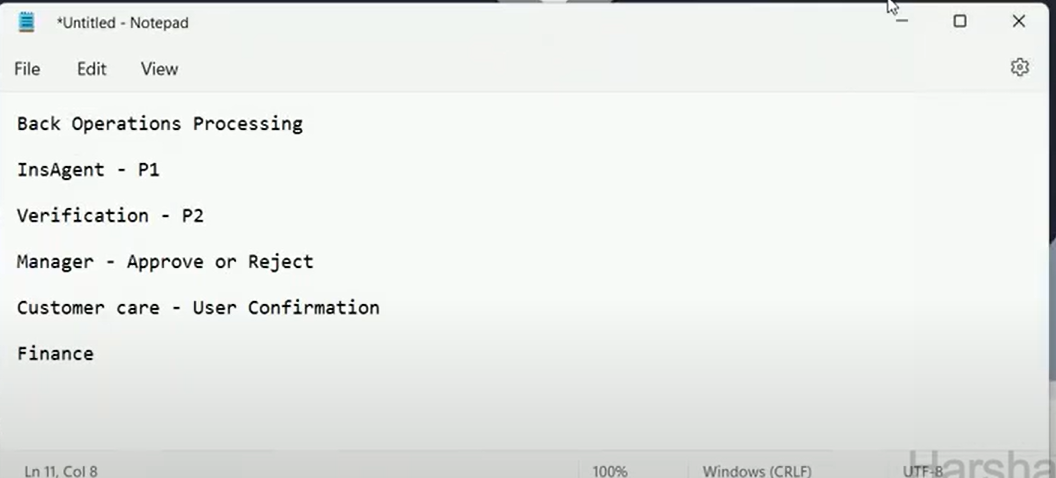 *Untitled - Notepad
File Edit View
Back Operations Processing
InsAgent - P1
Verification - P2
Manager - Approve or Reject
Customer care - User Confirmation
Finance
Ln 11, Col 8 100% Windows (CRLF) UTF-8
Harsha